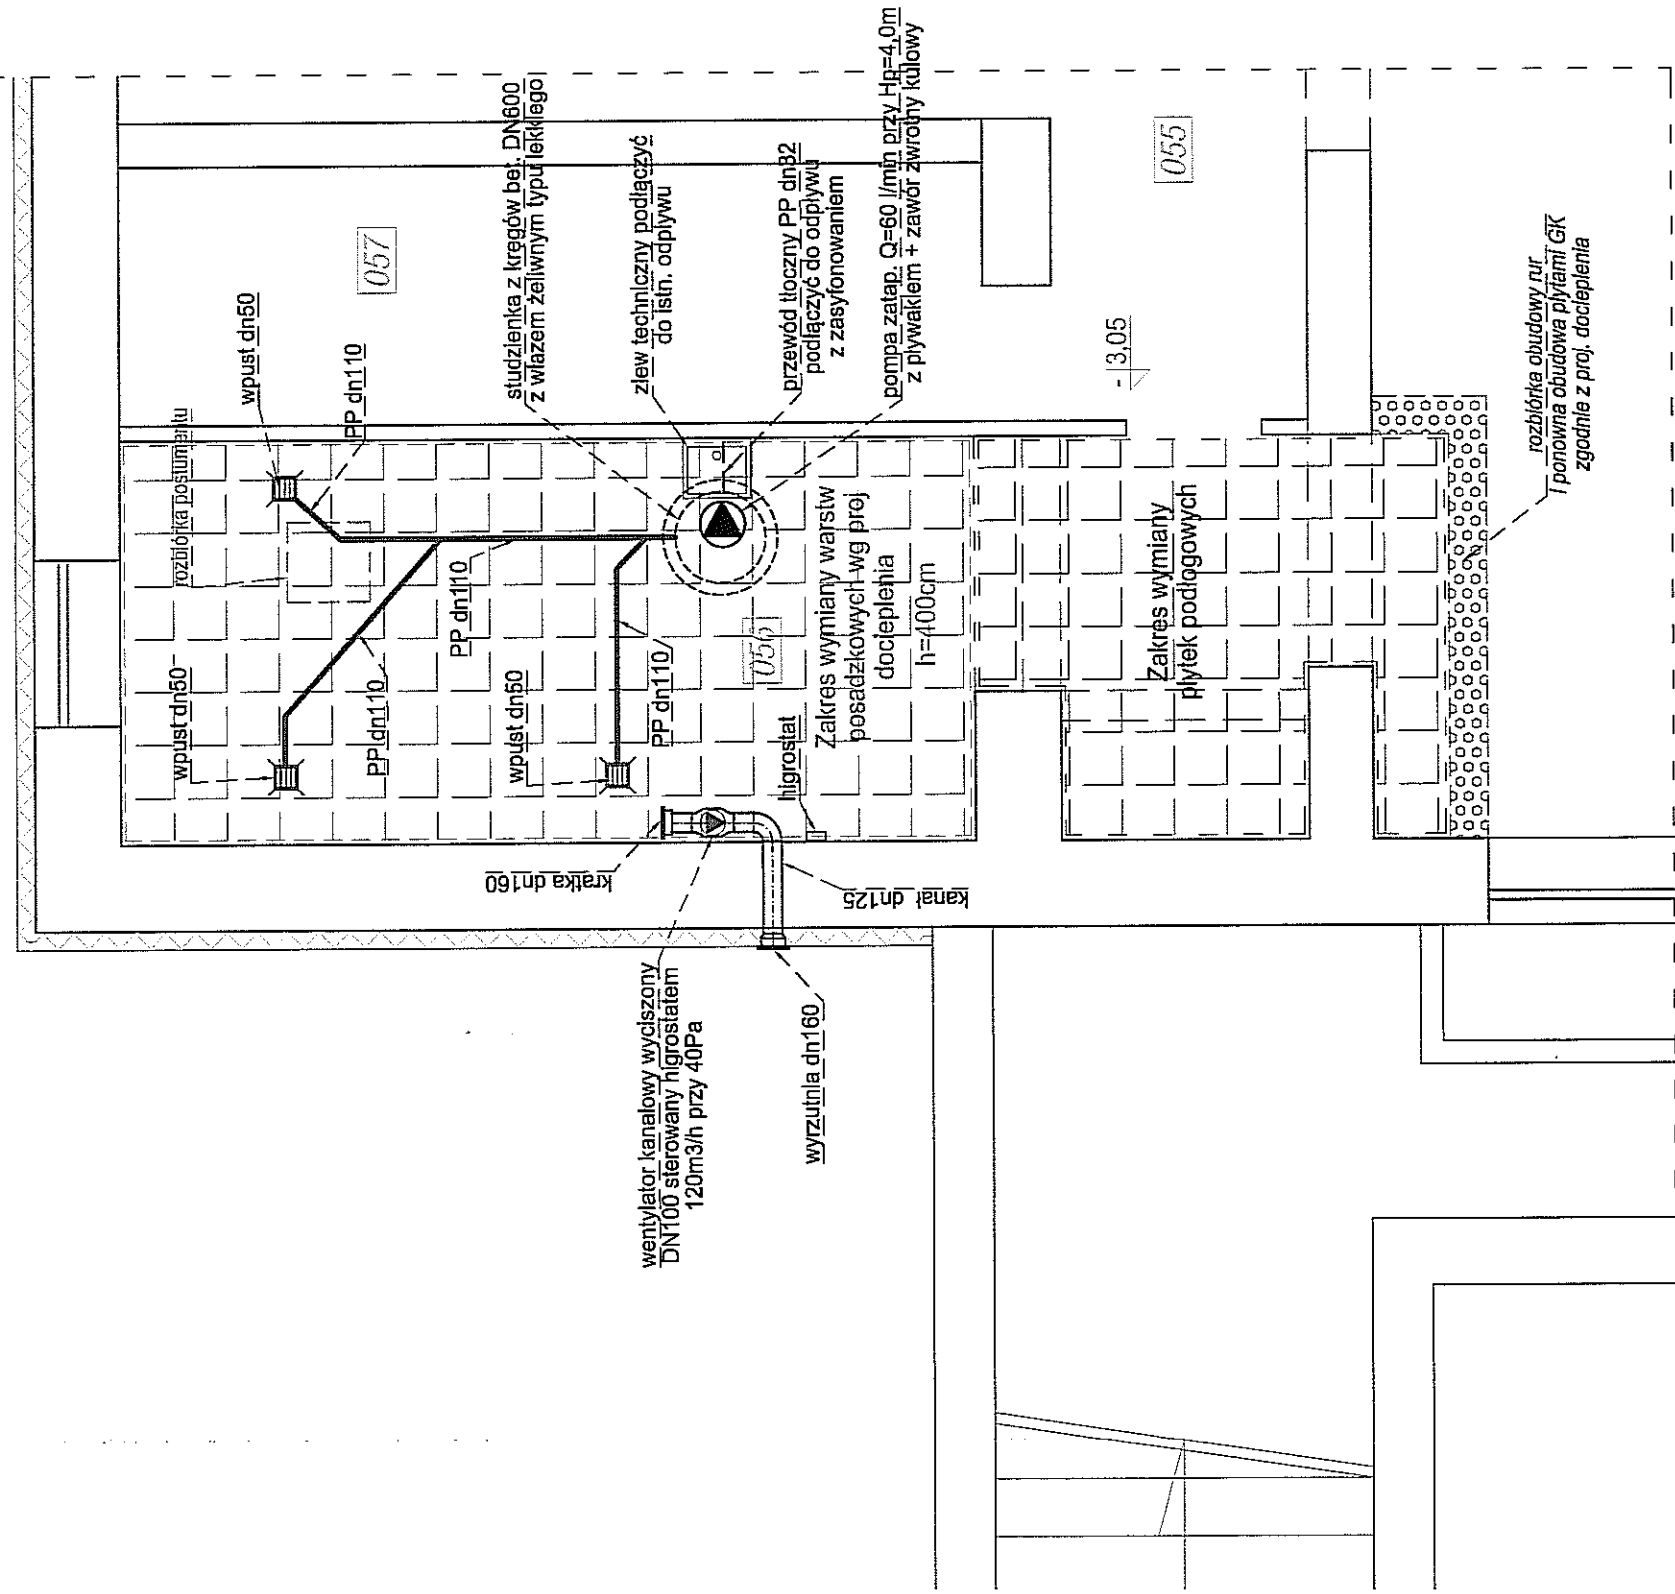 wpust dn50
PP dn110
rozbiórka postumentu
057
studzienka z kręgów bet. DN600
z włazem żeliwnym typu lekkiego
zlew techniczny podłączyć
do istn. odpływu
przewód tłoczny PP dn32
podłączyć do odpływu
z zasyfonowaniem
pompa zatap. Q=60 l/min przy Hp=4,0m
z pływakiem + zawór zwrotny kulowy
055
- 3,05
rozbiórka obudowy rur
i ponowna obudowa płytami GK
zgodnie z proj. docieplenia
wpust dn50
PP dn110
PP dn110
wpust dn50
PP dn110
056
Zakres wymiany warstw
posadzkowych wg proj
docieplenia
h=400cm
Zakres wymiany
płytek podłogowych
higrostat
kratka dn160
kanał dn125
wentylator kanałowy wyciszony
DN100 sterowany higrostatem
120m3/h przy 40Pa
wyrzutnia dn160